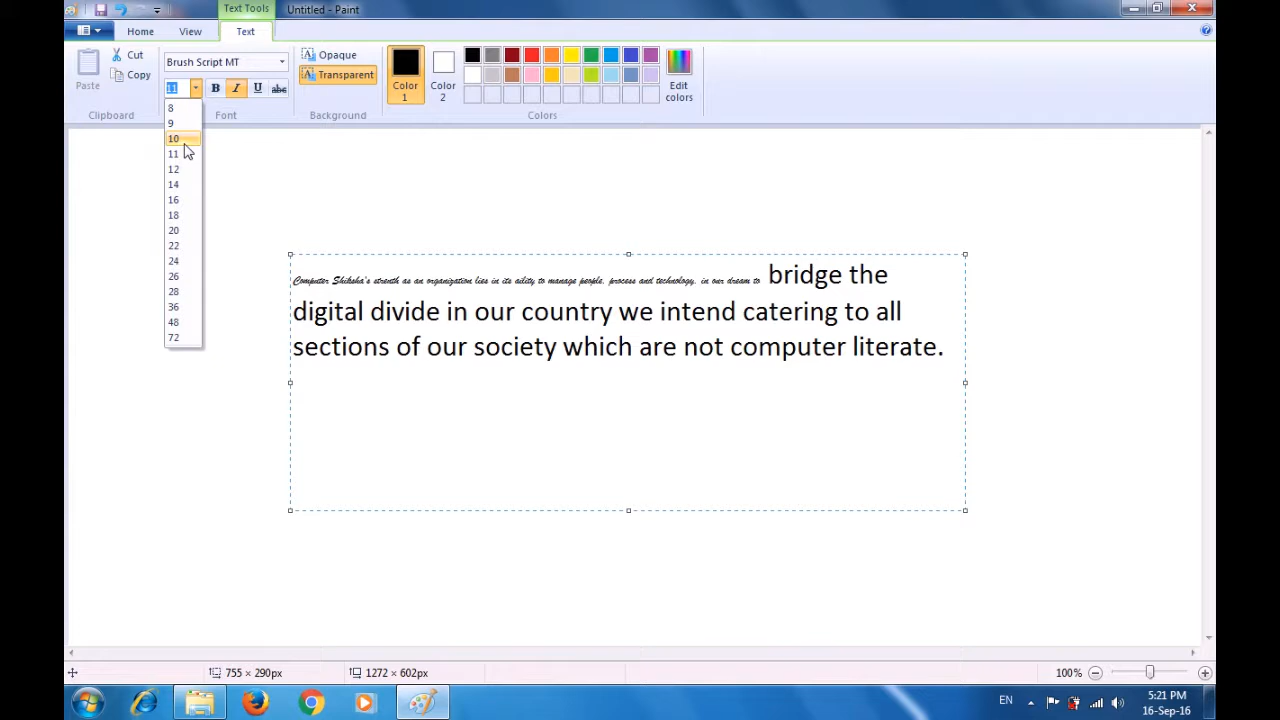 Text Tools
Untitled - Paint
Home View Text
Paste
Cut
Copy
Clipboard
Brush Script MT
11 B I U abc
Font
A Opaque
A Transparent
Background
Color 1
Color 2
Edit colors
Colors
8
9
10
11
12
14
16
18
20
22
24
26
28
36
48
72
Computer Shiksha's strenth as an organization lies in its aility to manage people, process and technology, in our dream to bridge the
digital divide in our country we intend catering to all
sections of our society which are not computer literate.
755 × 290px
1272 × 602px
100%
EN
5:21 PM
16-Sep-16